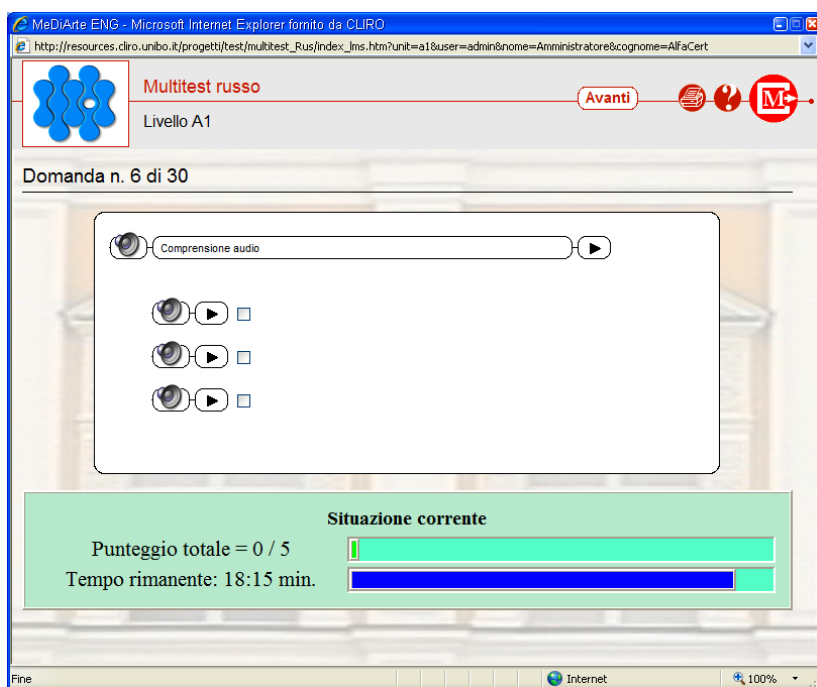 MeDiArte ENG - Microsoft Internet Explorer fornito da CLIRO
http://resources.cliro.unibo.it/progetti/test/multitest_Rus/index_lms.htm?unit=a1&user=admin&nome=Amministratore&cognome=AlfaCert
Multitest russo
Avanti
? M
Livello A1
Domanda n. 6 di 30
Comprensione audio
Situazione corrente
Punteggio totale = 0 / 5
Tempo rimanente: 18:15 min.
Fine
Internet
100%